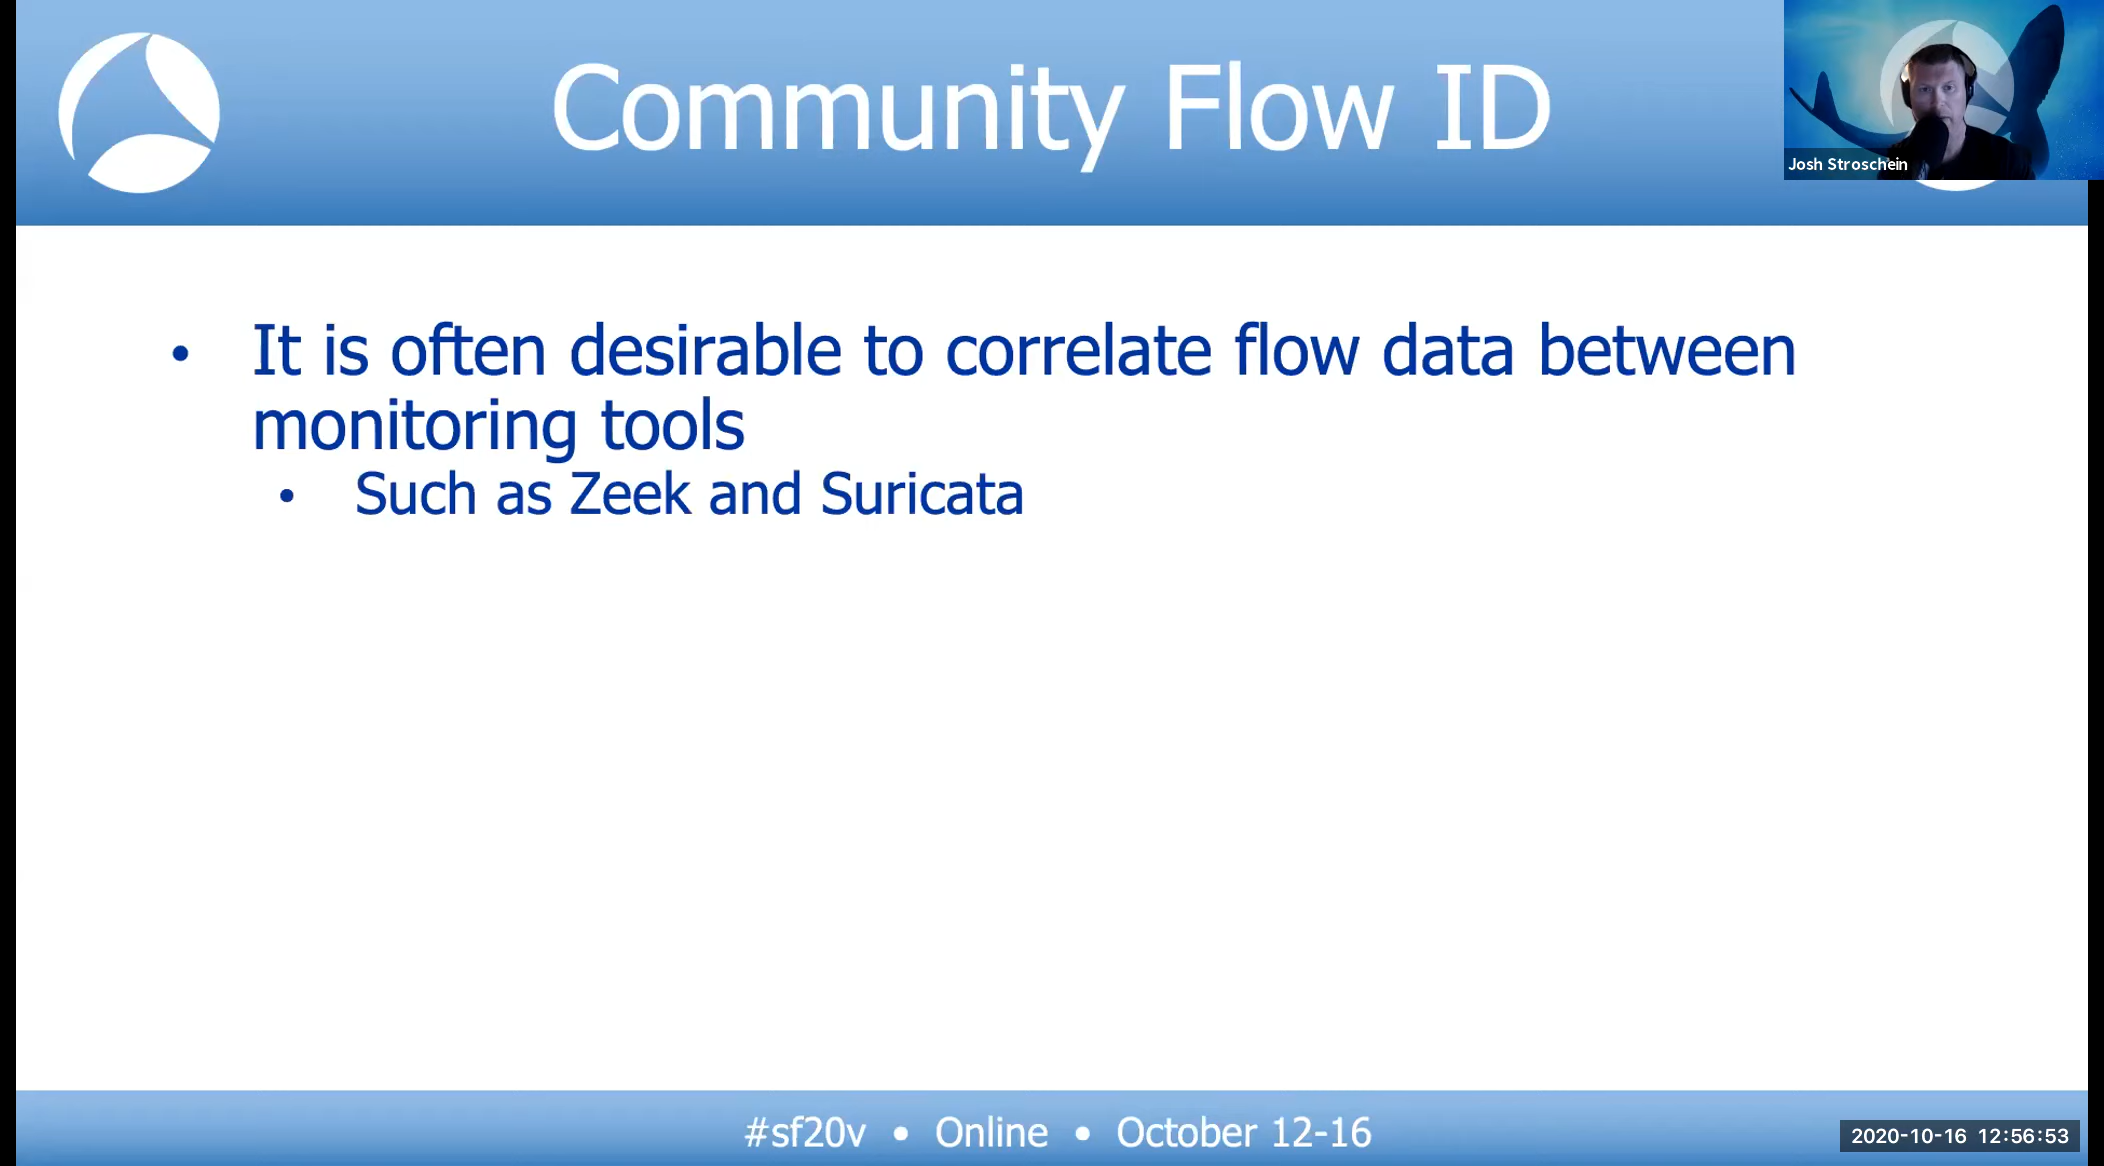 Community Flow ID
Josh Stroschein
• It is often desirable to correlate flow data between
monitoring tools
• Such as Zeek and Suricata
#sf20v • Online • October 12-16
2020-10-16 12:56:53